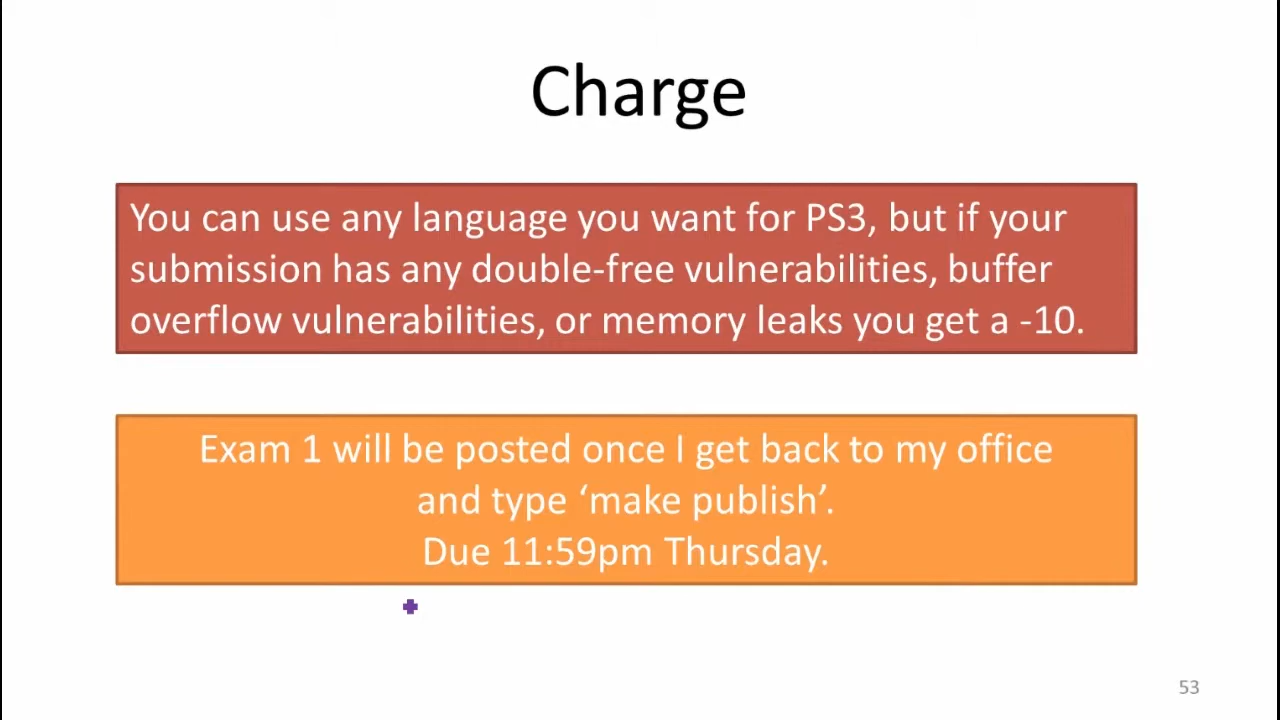 Charge
You can use any language you want for PS3, but if your
submission has any double-free vulnerabilities, buffer
overflow vulnerabilities, or memory leaks you get a -10.
Exam 1 will be posted once I get back to my office
and type ‘make publish’.
Due 11:59pm Thursday.
53